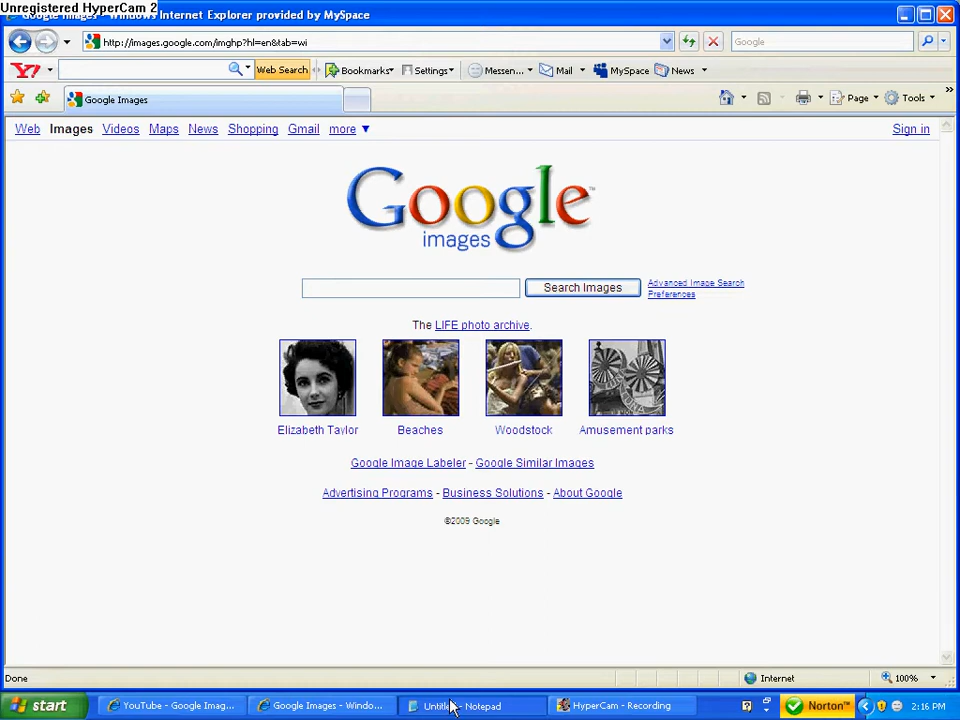 Unregistered HyperCam 2
Google Images - Windows Internet Explorer provided by MySpace
http://images.google.com/imghp?hl=en&tab=wi
Google
Y! Web Search Bookmarks Settings Messen... Mail MySpace News
Google Images
Page Tools
Web Images Videos Maps News Shopping Gmail more ▼ Sign in
Google™
images
Search Images
Advanced Image Search
Preferences
The LIFE photo archive.
Elizabeth Taylor Beaches Woodstock Amusement parks
Google Image Labeler - Google Similar Images
Advertising Programs - Business Solutions - About Google
©2009 Google
Done Internet 100%
start YouTube - Google Imag... Google Images - Windo... Untitled - Notepad HyperCam - Recording Norton™ 2:16 PM